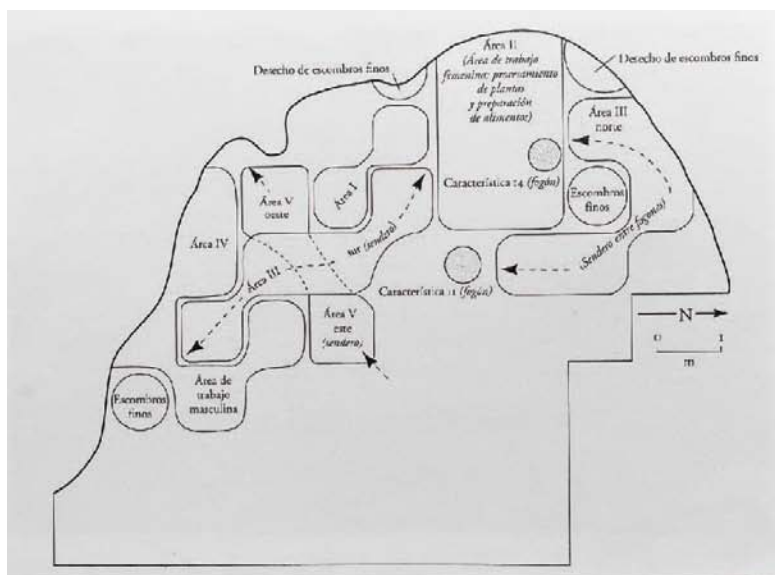 Desecho de escombros finos
Área II
(Área de trabajo
femenina: procesamiento
de plantas
y preparación
de alimentos)
Desecho de escombros finos
Área III
norte
Característica 14 (fogón)
Escombros
finos
Área V
oeste
Área I
Área IV
Área III
sur (sendero)
(Sendero entre fogones)
Característica 11 (fogón)
Área V
este
(sendero)
N
0 1
m
Área de
trabajo
masculina
Escombros
finos